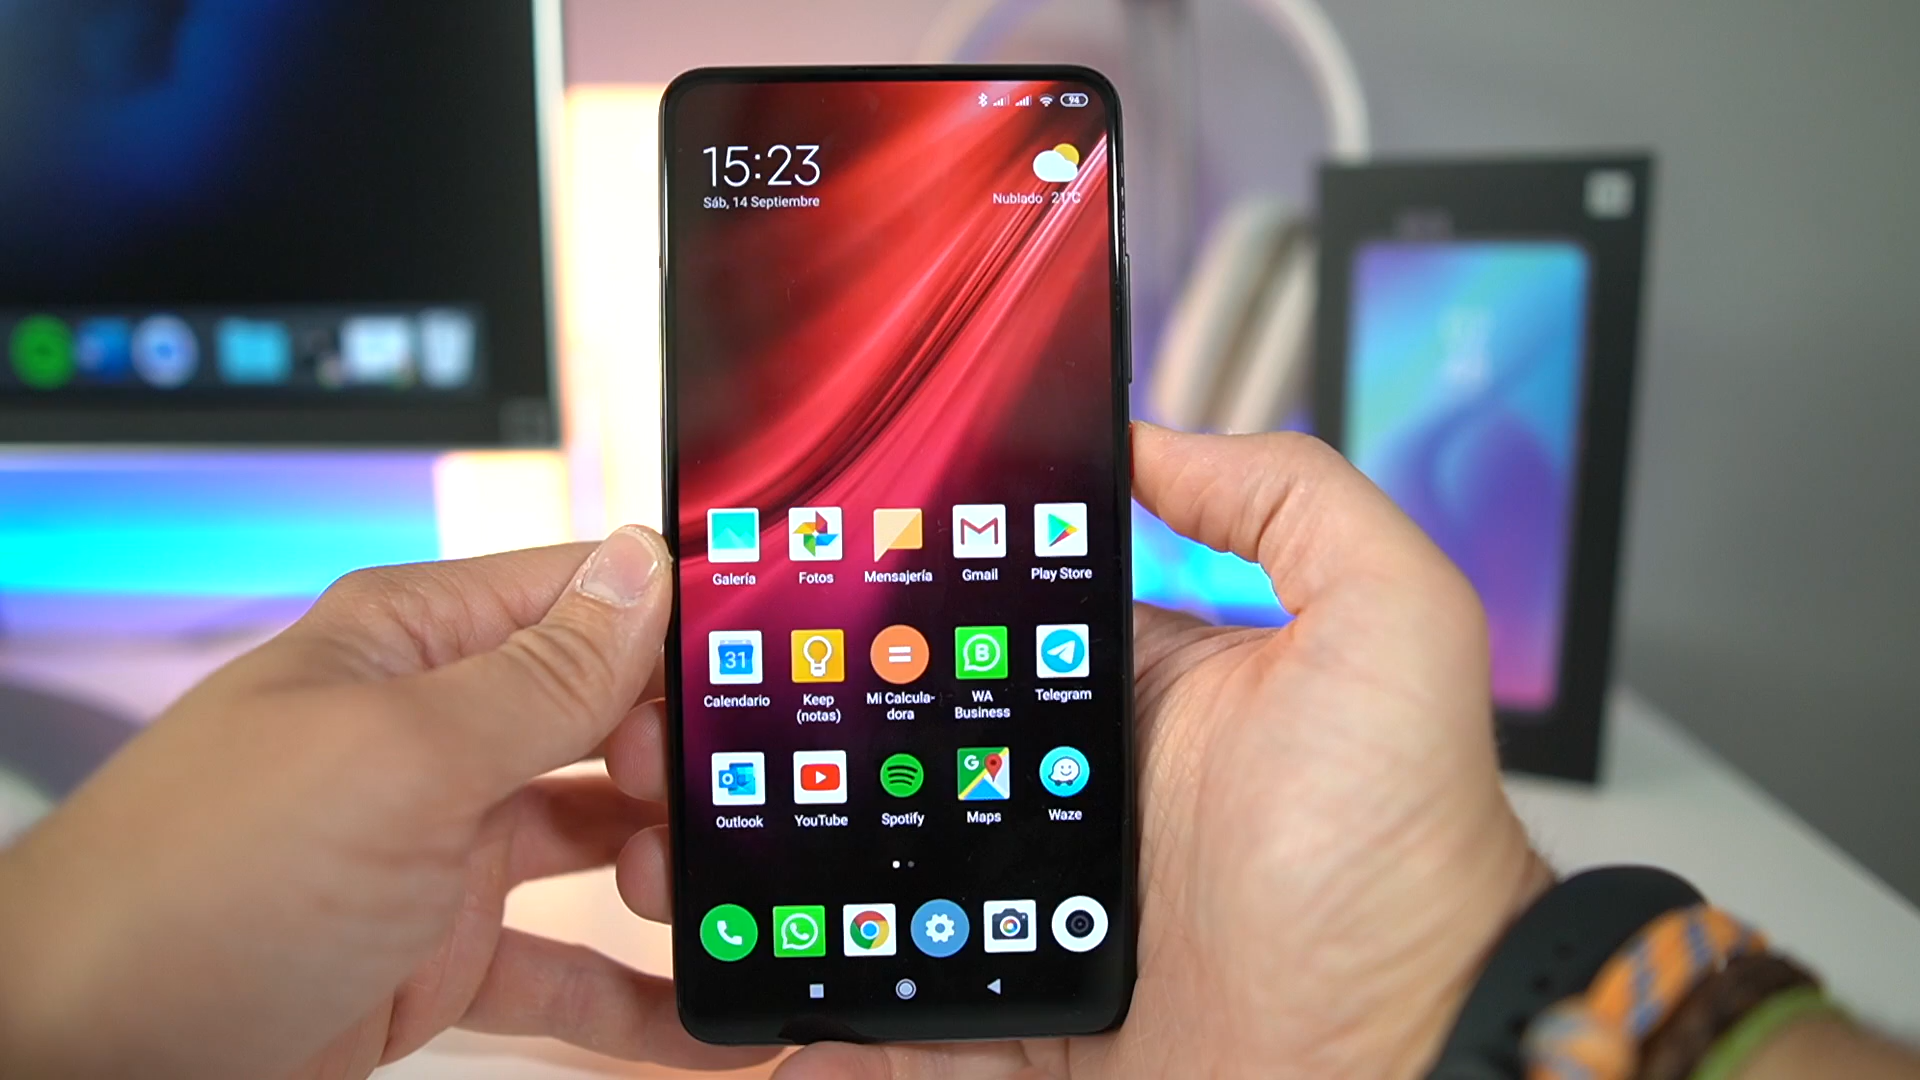 94
15:23
Sáb, 14 Septiembre
Nublado 21°C
Galería
Fotos
Mensajería
Gmail
Play Store
31
B
Calendario
Keep
(notas)
Mi Calcula-
dora
WA
Business
Telegram
G
Outlook
YouTube
Spotify
Maps
Waze